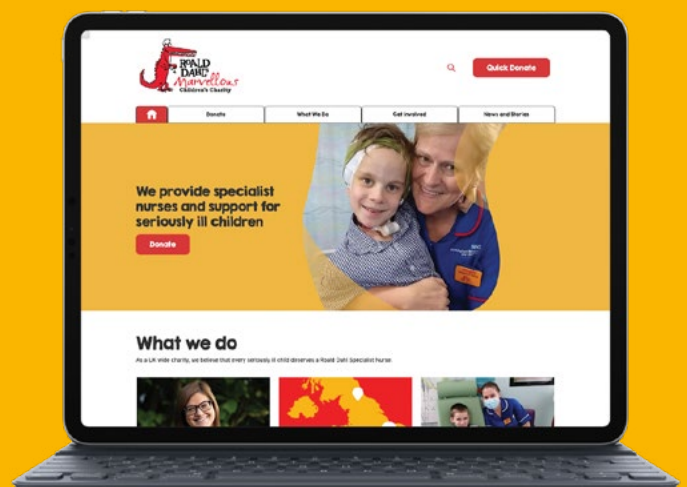 ROALD
DAHL'S
Marvellous
Children's Charity
Quick Donate
Donate
What We Do
Get Involved
News and Stories
We provide specialist
nurses and support for
seriously ill children
Donate
NHS
What we do
As a UK wide charity, we believe that every seriously ill child deserves a Roald Dahl Specialist Nurse